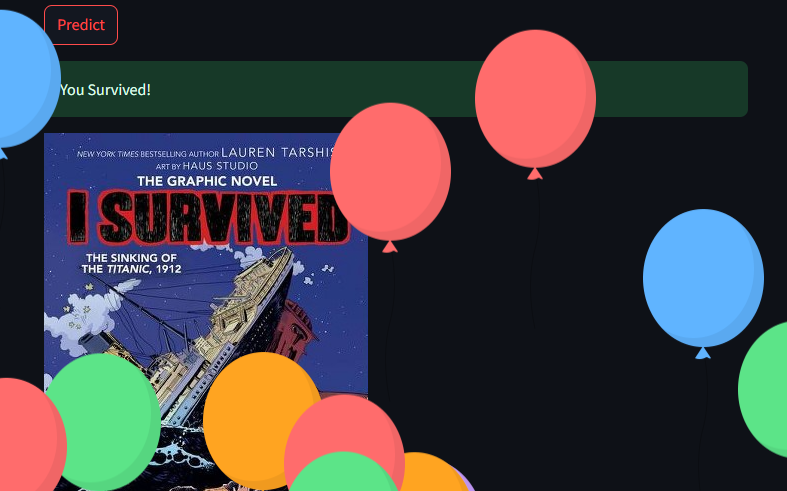 Predict
You Survived!
NEW YORK TIMES BESTSELLING AUTHOR LAUREN TARSHIS
ART BY HAUS STUDIO
THE GRAPHIC NOVEL
I SURVIVED
THE SINKING OF
THE TITANIC, 1912